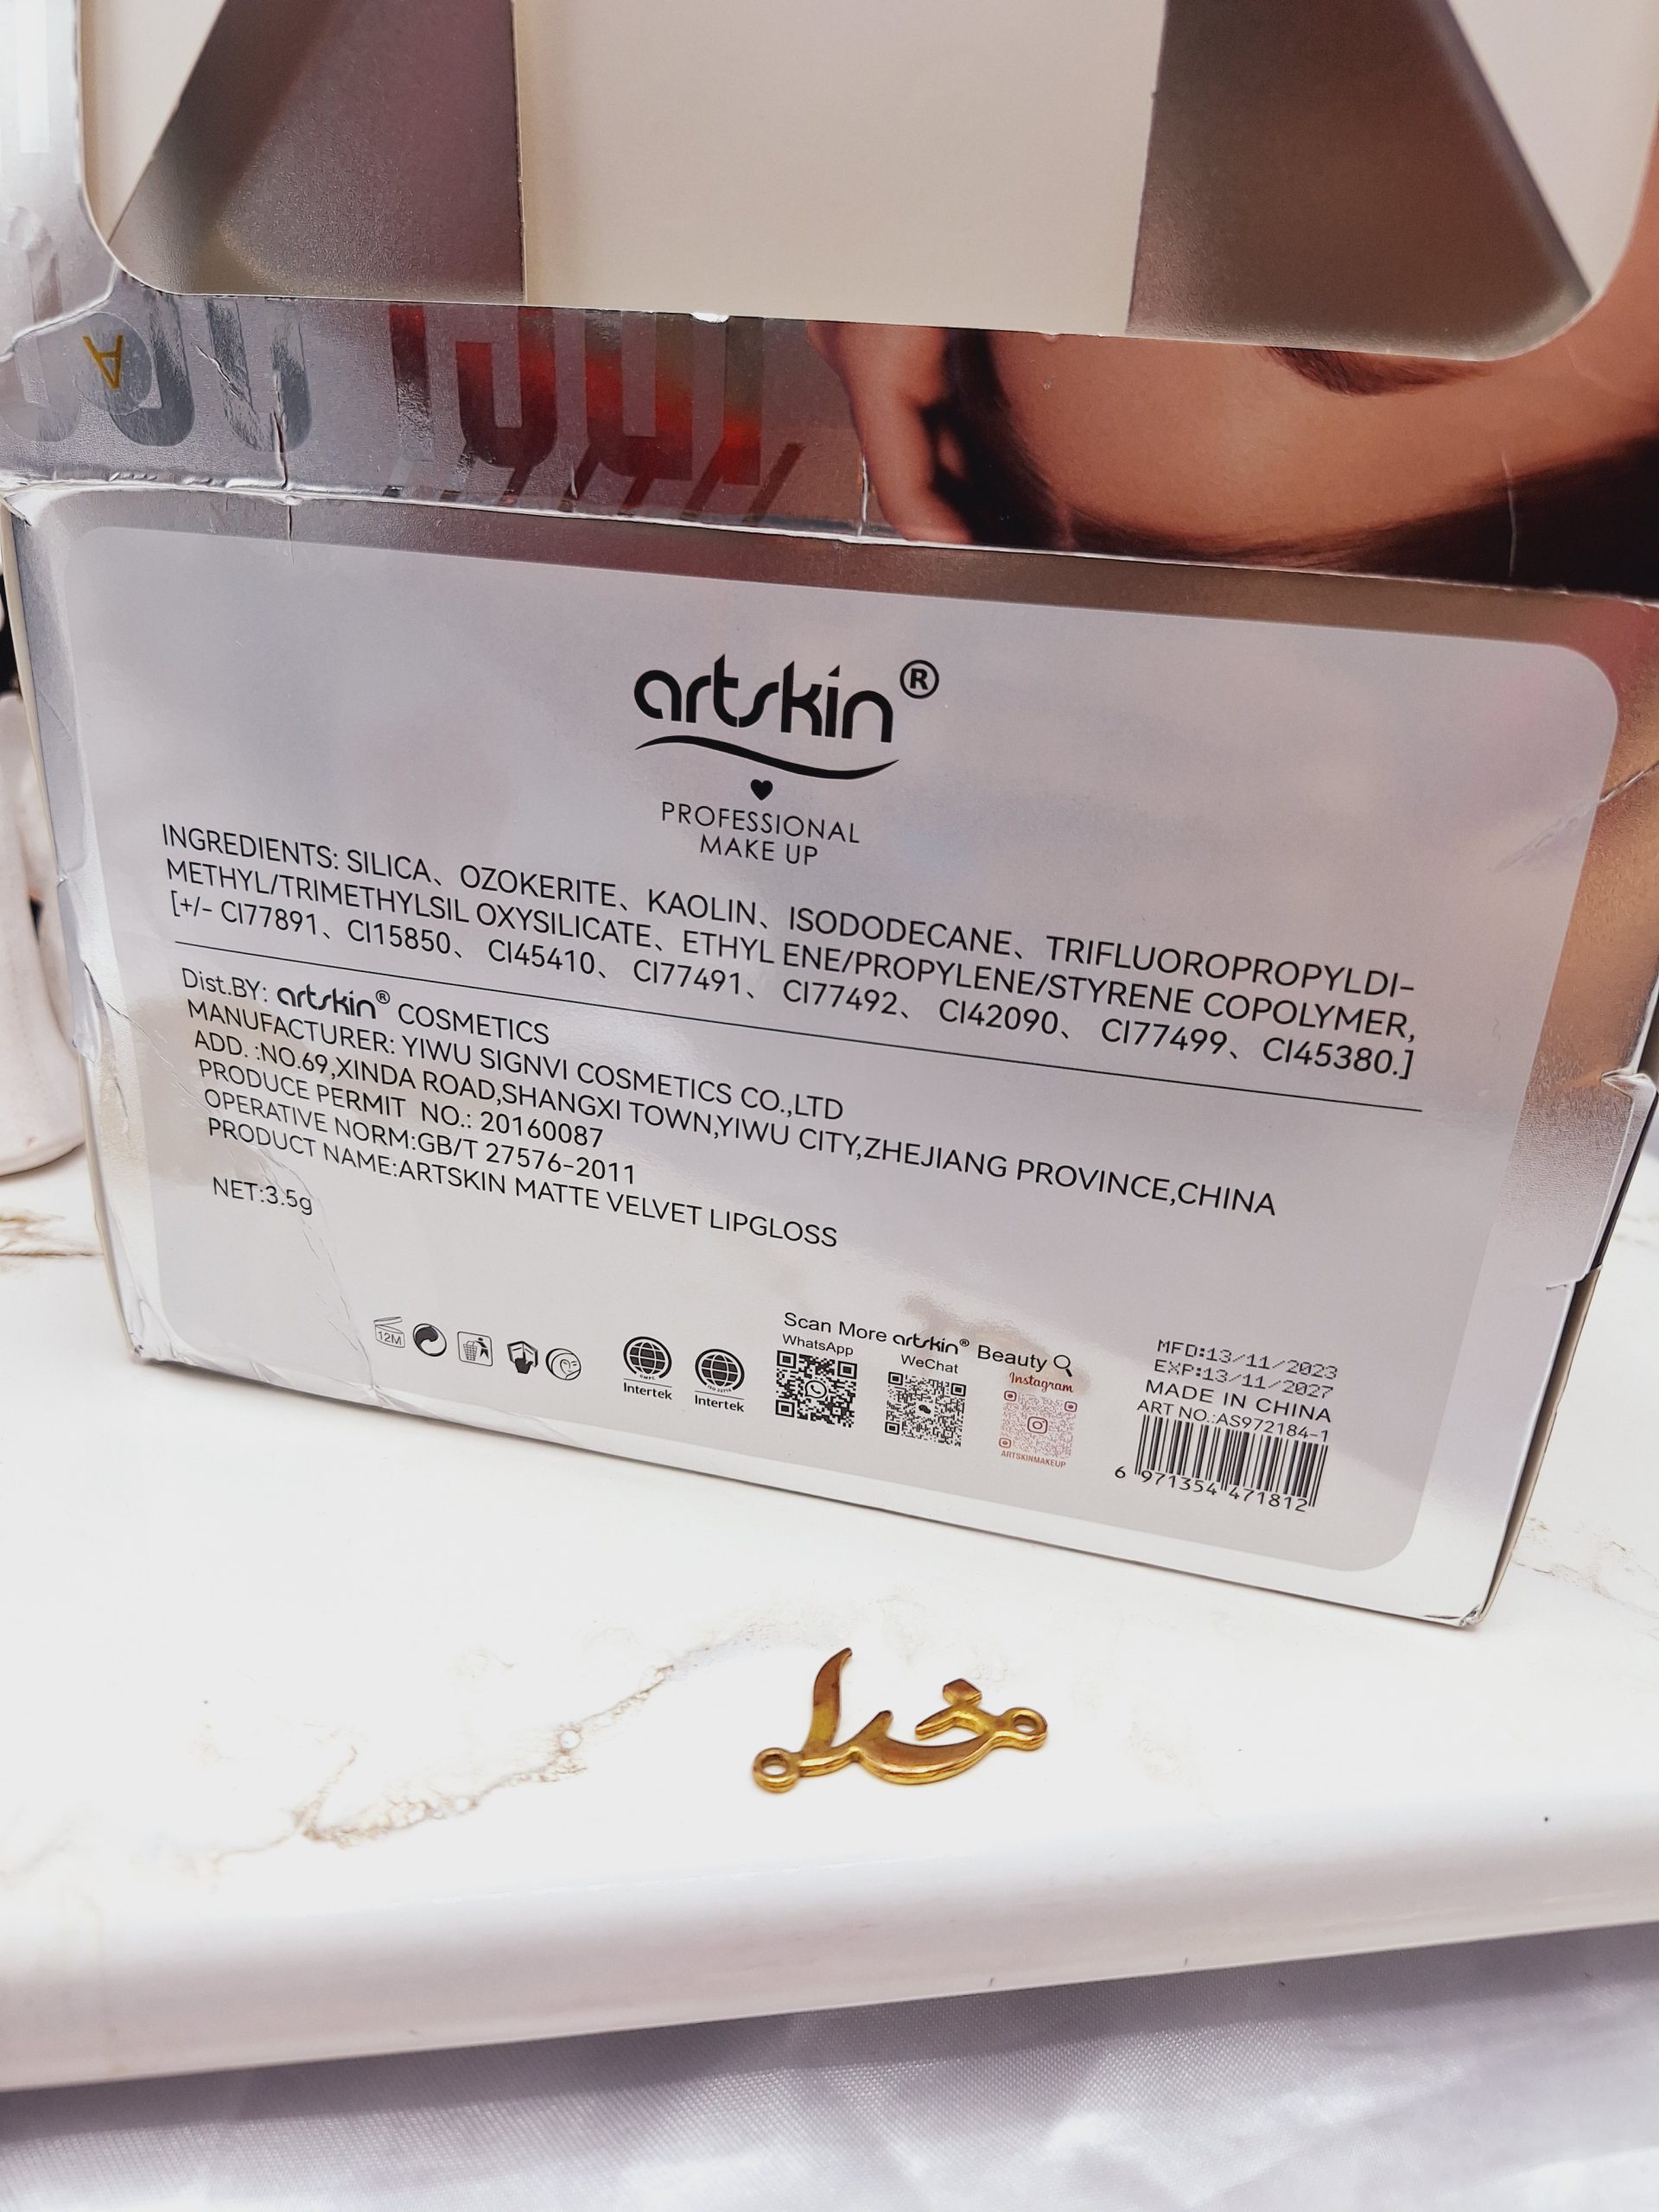 artskin®
PROFESSIONAL
MAKE UP
INGREDIENTS: SILICA、OZOKERITE、KAOLIN、ISODODECANE、TRIFLUOROPROPYLDI-
METHYL/TRIMETHYLSIL OXYSILICATE、ETHYL ENE/PROPYLENE/STYRENE COPOLYMER,
[+/- CI77891、CI15850、CI45410、CI77491、CI77492、CI42090、CI77499、CI45380.]
Dist.BY: artskin® COSMETICS
MANUFACTURER: YIWU SIGNVI COSMETICS CO.,LTD
ADD. :NO.69,XINDA ROAD,SHANGXI TOWN,YIWU CITY,ZHEJIANG PROVINCE,CHINA
PRODUCE PERMIT NO.: 20160087
OPERATIVE NORM:GB/T 27576-2011
PRODUCT NAME:ARTSKIN MATTE VELVET LIPGLOSS
NET:3.5g
12M
Intertek
Intertek
Scan More artskin® Beauty
WhatsApp
WeChat
Instagram
ARTSKINMAKEUP
MFD:13/11/2023
EXP:13/11/2027
MADE IN CHINA
ART NO.:AS972184-1
6 971354 471812